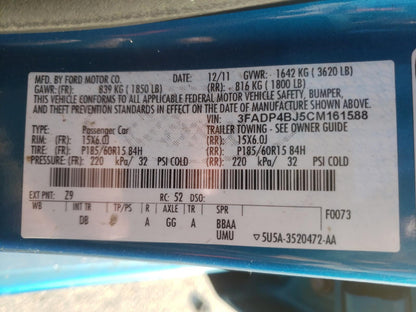 MFD. BY FORD MOTOR CO. DATE: 12/11 GVWR: 1642 KG ( 3620 LB)
GAWR: (FR): 839 KG ( 1850 LB) (RR): 816 KG ( 1800 LB)
THIS VEHICLE CONFORMS TO ALL APPLICABLE FEDERAL MOTOR VEHICLE SAFETY, BUMPER,
AND THEFT PREVENTION STANDARDS IN EFFECT ON THE DATE OF MANUFACTURE SHOWN ABOVE.
VIN: 3FADP4BJ5CM161588
TYPE: Passenger Car TRAILER TOWING -- SEE OWNER GUIDE
RIM: (FR): 15X6.0J (RR): 15X6.0J
TIRE: (FR): P185/60R15 84H (RR): P185/60R15 84H
PRESSURE: (FR): 220 kPa/ 32 PSI COLD (RR): 220 kPa/ 32 PSI COLD
EXT PNT: Z9 RC: 52 DSO:
WB INT TR TP/PS R AXLE TR SPR F0073
DB A GG A BBAA
UMU ▽5U5A-3520472-AA